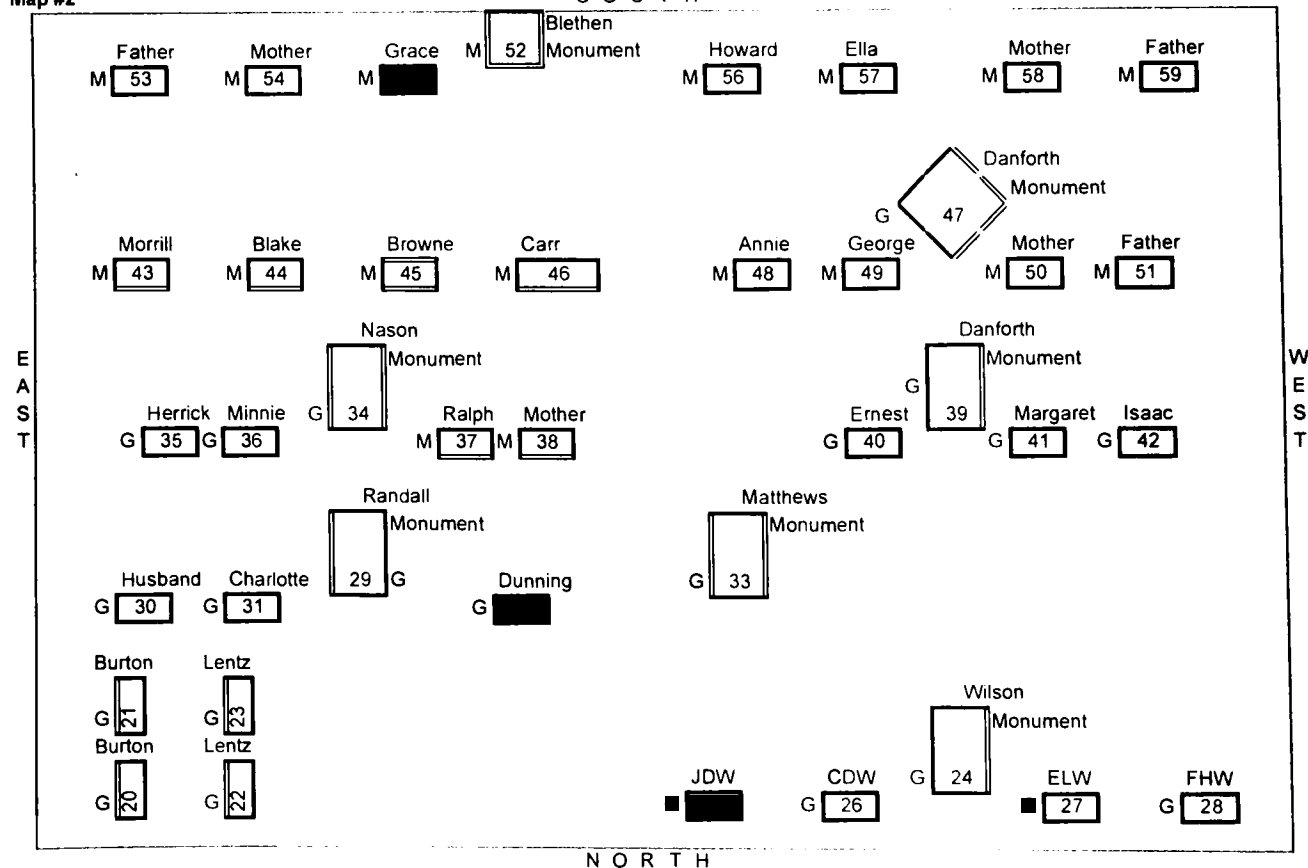 Map #2
Blethen
Father Mother Grace M 52 Monument Howard Ella Mother Father
M 53 M 54 M M 56 M 57 M 58 M 59
Danforth
Monument
G 47
Morrill Blake Browne Carr Annie George Mother Father
M 43 M 44 M 45 M 46 M 48 M 49 M 50 M 51
Nason Danforth
Monument Monument
EAST
WEST
G
Herrick Minnie G 34 Ralph Mother Ernest 39 Margaret Isaac
G 35 G 36 M 37 M 38 G 40 G 41 G 42
Randall Matthews
Monument Monument
Husband Charlotte 29 G Dunning G 33
G 30 G 31 G
Burton Lentz
G 21 G 23
Wilson
Monument
Burton Lentz
JDW CDW G 24 ELW FHW
G 20 G 22 G 26 27 G 28
NORTH